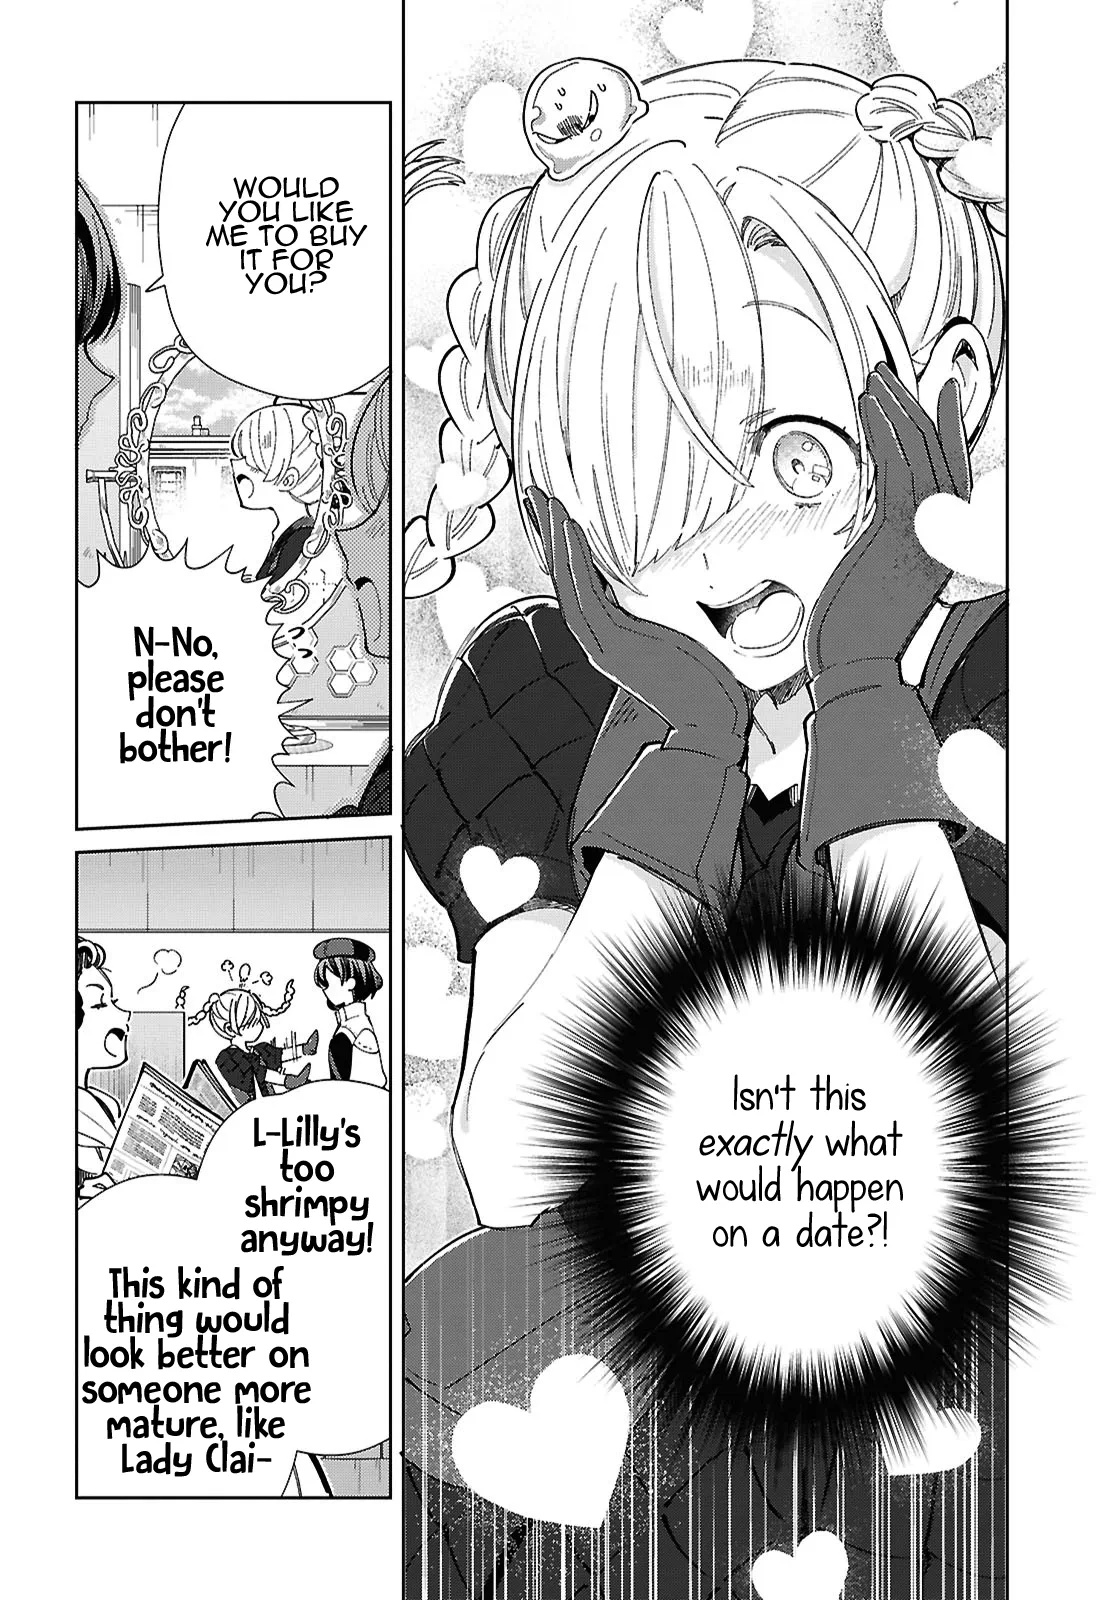 Isn't this
exactly what
would happen
on a date?!
WOULD
YOU LIKE
ME TO BUY
IT FOR
YOU?
N-No,
please
don't
bother!
L-Lilly's
too
shrimpy
anyway!
This kind of
thing would
look better on
someone more
mature, like
Lady Clai-